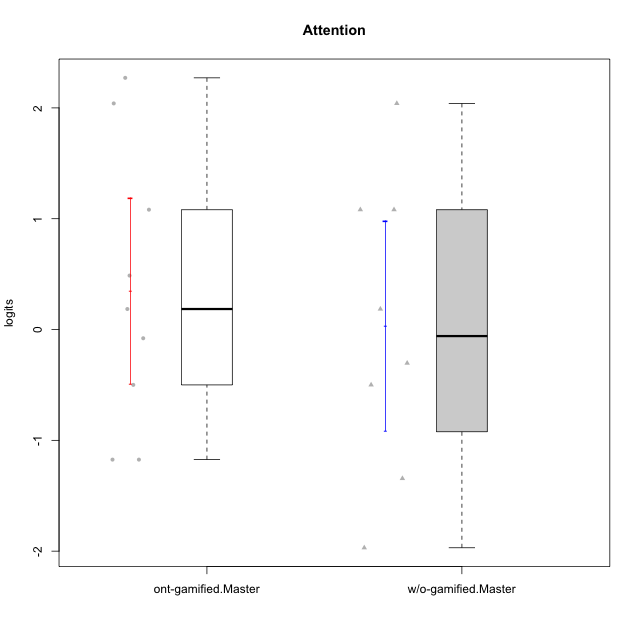 Attention
logits
2
1
0
-1
-2
ont-gamified.Master
w/o-gamified.Master